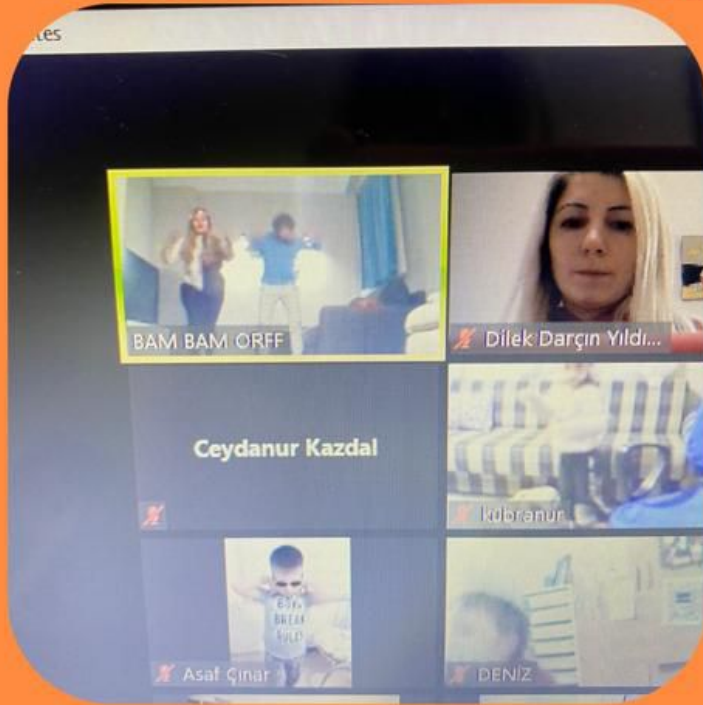 BAM BAM ORFF
Dilek Darçın Yıldı...
Ceydanur Kazdal
kübranur
Asaf Çınar
DENİZ